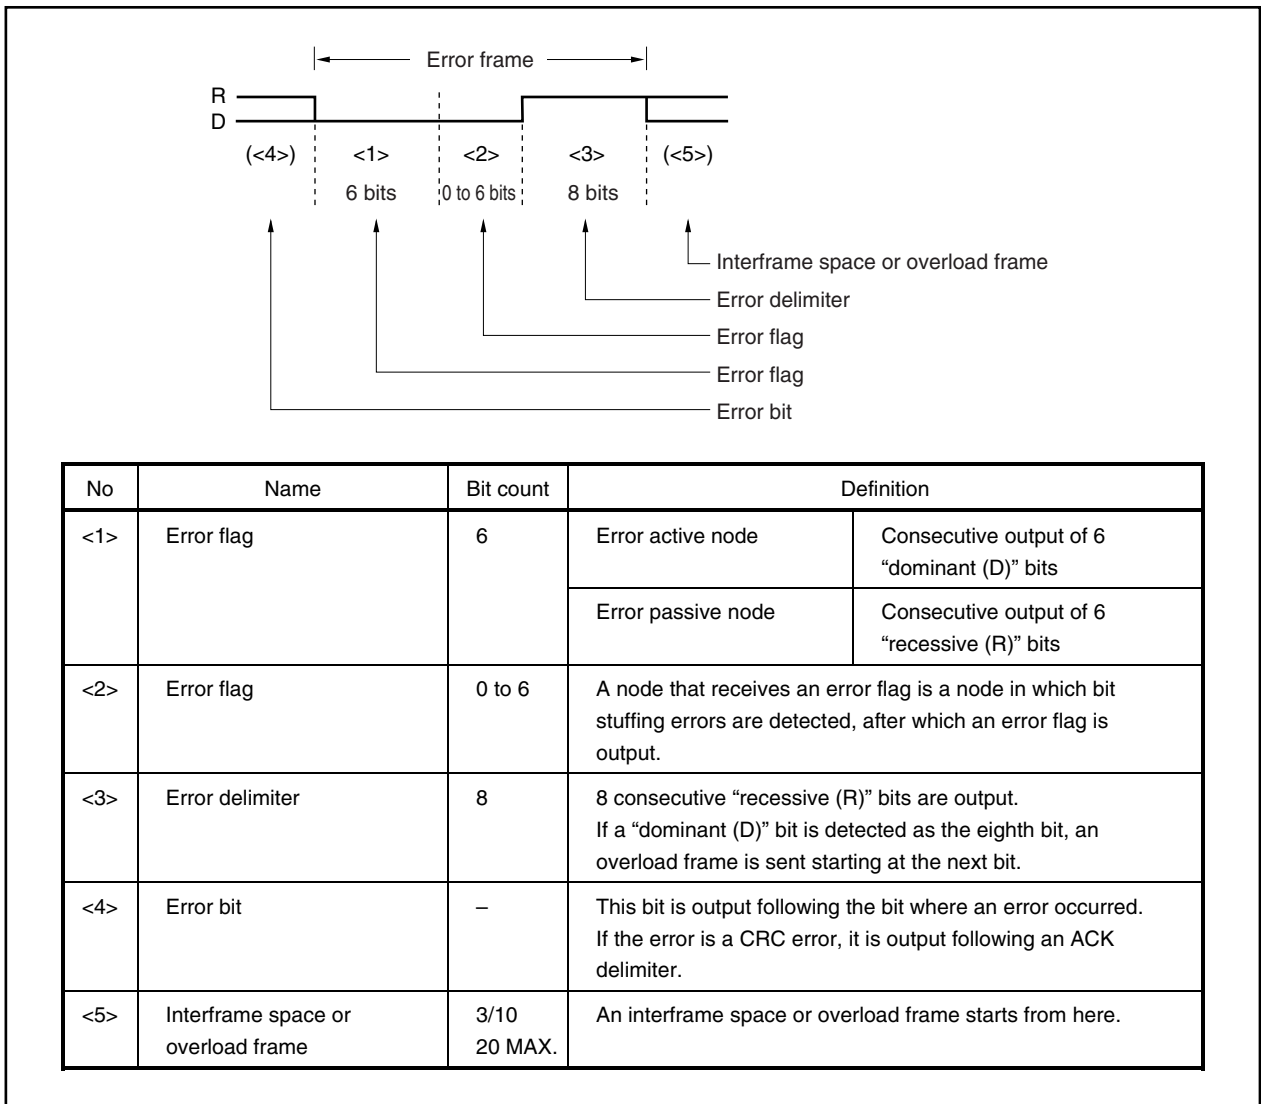 Error frame
R
D
(<4>) <1> <2> <3> (<5>)
6 bits 0 to 6 bits 8 bits
Interframe space or overload frame
Error delimiter
Error flag
Error flag
Error bit
No Name Bit count Definition
<1> Error flag 6 Error active node Consecutive output of 6
“dominant (D)” bits
Error passive node Consecutive output of 6
“recessive (R)” bits
<2> Error flag 0 to 6 A node that receives an error flag is a node in which bit
stuffing errors are detected, after which an error flag is
output.
<3> Error delimiter 8 8 consecutive “recessive (R)” bits are output.
If a “dominant (D)” bit is detected as the eighth bit, an
overload frame is sent starting at the next bit.
<4> Error bit – This bit is output following the bit where an error occurred.
If the error is a CRC error, it is output following an ACK
delimiter.
<5> Interframe space or 3/10 An interframe space or overload frame starts from here.
overload frame 20 MAX.